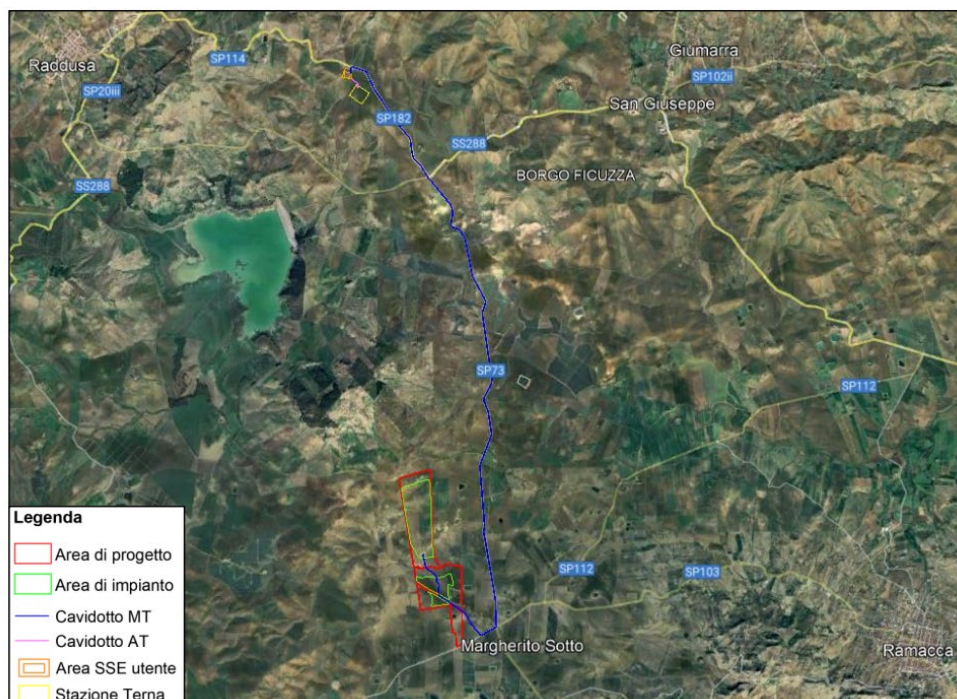 Giumarra
Raddusa
SP114
SP102ii
SP20iii
San Giuseppe
SP182
SS288
BORGO FICUZZA
SS288
SP73
SP112
Legenda
Area di progetto
Area di impianto
Cavidotto MT
Cavidotto AT
Area SSE utente
Stazione Terna
SP112
SP103
Margherito Sotto
Ramacca